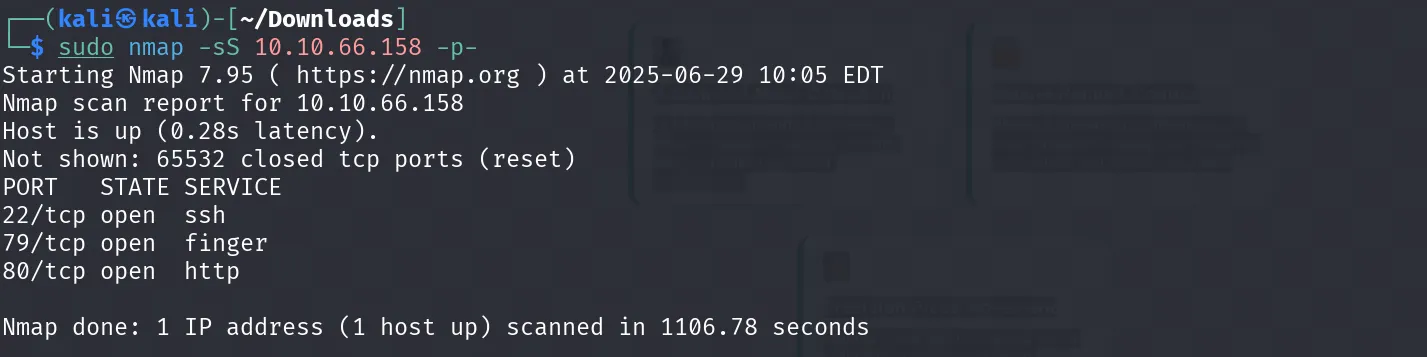 ┌──(kali㉿kali)-[~/Downloads]
└─$ sudo nmap -sS 10.10.66.158 -p-
Starting Nmap 7.95 ( https://nmap.org ) at 2025-06-29 10:05 EDT
Nmap scan report for 10.10.66.158
Host is up (0.28s latency).
Not shown: 65532 closed tcp ports (reset)
PORT   STATE SERVICE
22/tcp open  ssh
79/tcp open  finger
80/tcp open  http
Nmap done: 1 IP address (1 host up) scanned in 1106.78 seconds